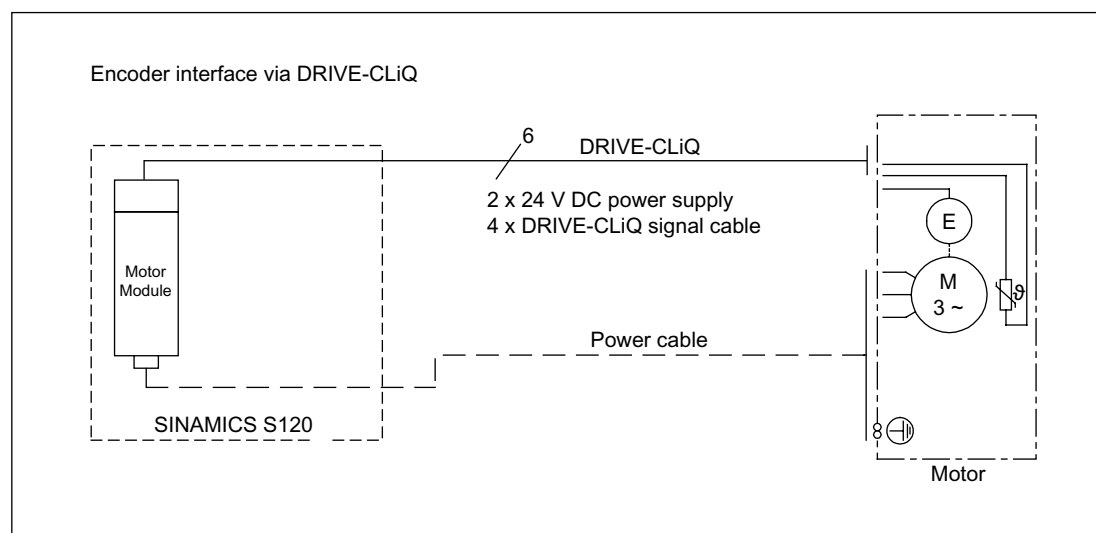 Encoder interface via DRIVE-CLiQ
6
DRIVE-CLiQ
2 x 24 V DC power supply
4 x DRIVE-CLiQ signal cable
E
Motor
Module
M
3 ~
ϑ
Power cable
SINAMICS S120
Motor